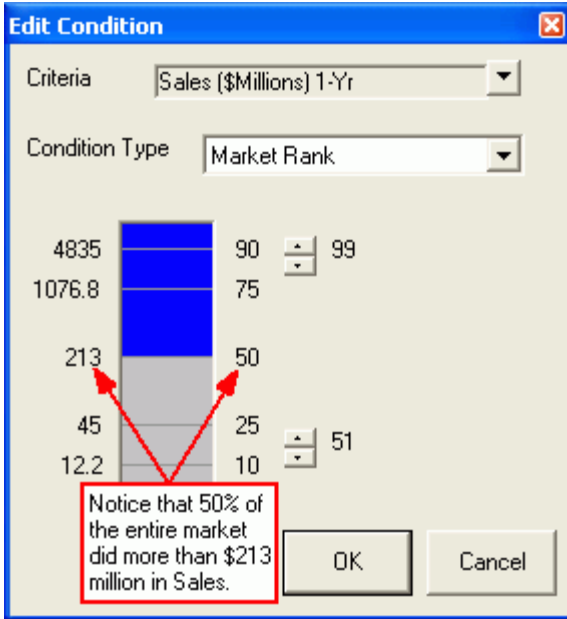 Edit Condition
Criteria Sales ($Millions) 1-Yr
Condition Type Market Rank
4835 90 99
1076.8 75
213 50
45 25 51
12.2 10
Notice that 50% of
the entire market
did more than $213
million in Sales.
OK Cancel